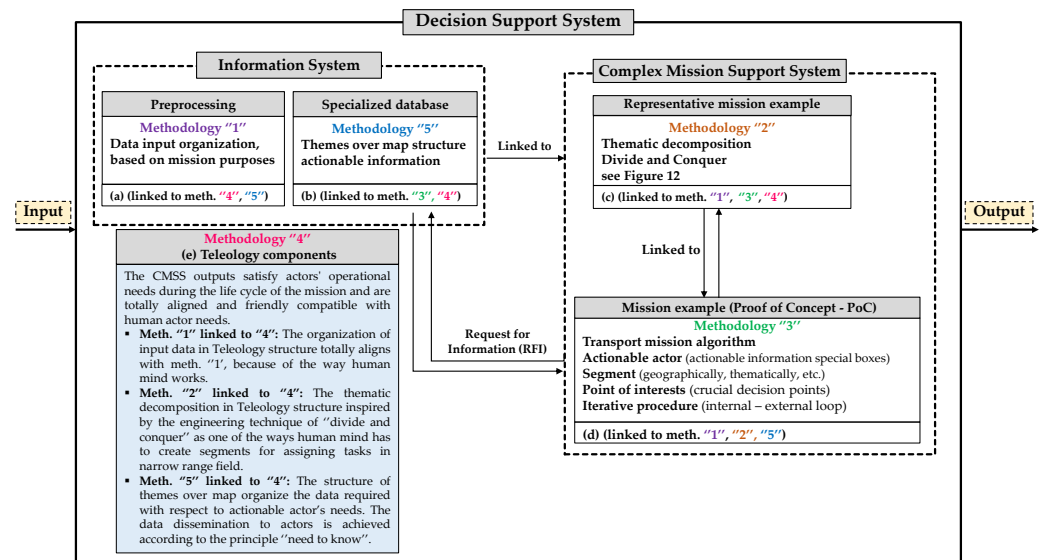 Decision Support System
Information System
Preprocessing
Methodology ‘‘1’’
Data input organization,
based on mission purposes
(a) (linked to meth. ‘‘4’’, ‘‘5’’)
Specialized database
Methodology ‘‘5’’
Themes over map structure
actionable information
(b) (linked to meth. ‘‘3’’, ‘‘4’’)
Linked to
Complex Mission Support System
Representative mission example
Methodology ‘‘2’’
Thematic decomposition
Divide and Conquer
see Figure 12
(c) (linked to meth. ‘‘1’’, ‘‘3’’, ‘‘4’’)
Input
Output
Linked to
Methodology ‘‘4’’
(e) Teleology components
The CMSS outputs satisfy actors' operational
needs during the life cycle of the mission and are
totally aligned and friendly compatible with
human actor needs.
▪ Meth. ‘‘1’’ linked to ‘‘4’’: The organization of
input data in Teleology structure totally aligns
with meth. ‘‘1’, because of the way human
mind works.
▪ Meth. ‘‘2’’ linked to ‘‘4’’: The thematic
decomposition in Teleology structure inspired
by the engineering technique of ‘‘divide and
conquer’’ as one of the ways human mind has
to create segments for assigning tasks in
narrow range field.
▪ Meth. ‘‘5’’ linked to ‘‘4’’: The structure of
themes over map organize the data required
with respect to actionable actor’s needs. The
data dissemination to actors is achieved
according to the principle ‘‘need to know’’.
Request for
Information (RFI)
Mission example (Proof of Concept - PoC)
Methodology ‘‘3’’
Transport mission algorithm
Actionable actor (actionable information special boxes)
Segment (geographically, thematically, etc.)
Point of interests (crucial decision points)
Iterative procedure (internal – external loop)
(d) (linked to meth. ‘‘1’’, ‘‘2’’, ‘‘5’’)